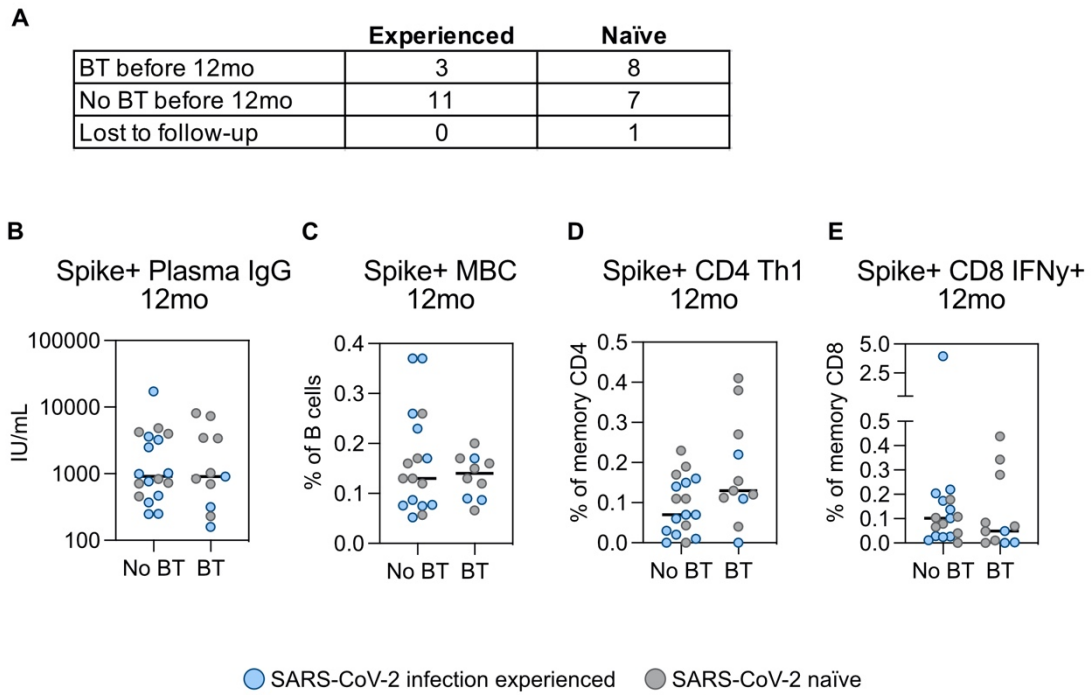 A
Experienced Naïve
BT before 12mo 3 8
No BT before 12mo 11 7
Lost to follow-up 0 1
B
Spike+ Plasma IgG
12mo
IU/mL
100000
10000
1000
100
No BT BT
C
Spike+ MBC
12mo
% of B cells
0.4
0.3
0.2
0.1
0.0
No BT BT
D
Spike+ CD4 Th1
12mo
% of memory CD4
0.5
0.4
0.3
0.2
0.1
0.0
No BT BT
E
Spike+ CD8 IFNy+
12mo
% of memory CD8
5.0
2.5
0.5
0.4
0.3
0.2
0.1
0.0
No BT BT
SARS-CoV-2 infection experienced SARS-CoV-2 naïve